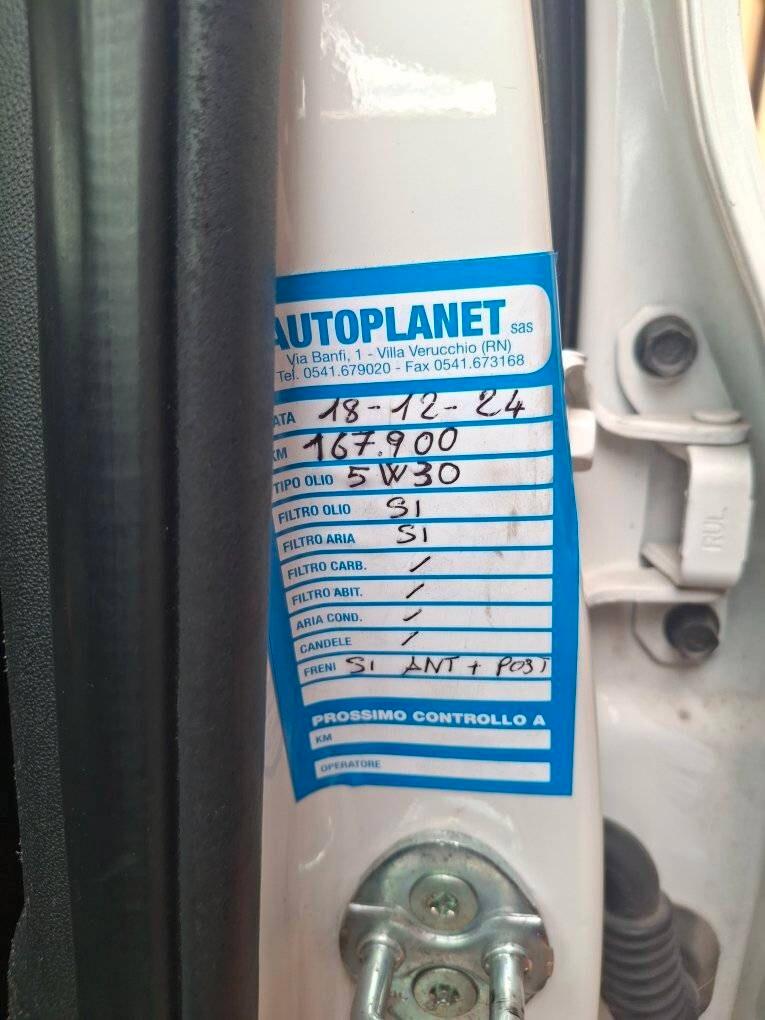 AUTOPLANET sas
Via Banfi, 1 - Villa Verucchio (RN)
Tel. 0541.679020 - Fax 0541.673168
ATA 18-12-24
KM 167.900
TIPO OLIO 5W30
FILTRO OLIO SI
FILTRO ARIA SI
FILTRO CARB. /
FILTRO ABIT. /
ARIA COND. /
CANDELE /
FRENI SI ANT + POST
PROSSIMO CONTROLLO A
KM
OPERATORE
RUL